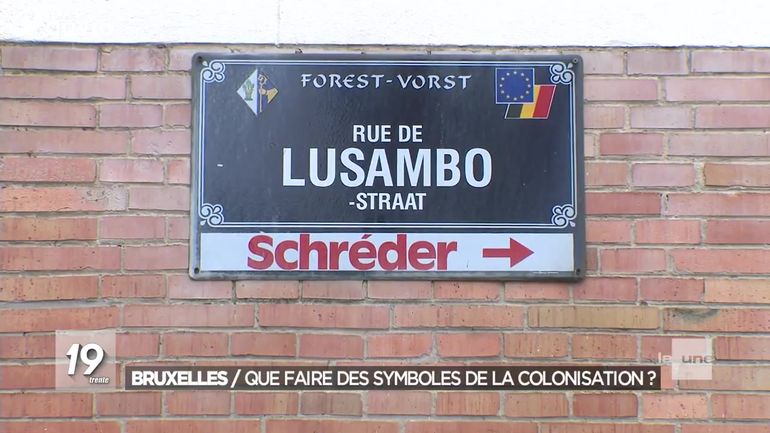 FOREST-VORST
RUE DE
LUSAMBO
-STRAAT
Schréder
19
trente
la une
BRUXELLES / QUE FAIRE DES SYMBOLES DE LA COLONISATION ?